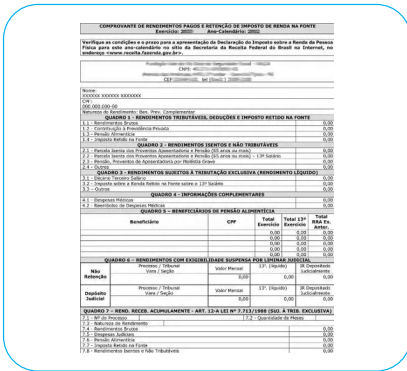 COMPROVANTE DE RENDIMENTOS PAGOS E RETENÇÃO DE IMPOSTO DE RENDA NA FONTE
Exercício: Ano-Calendário:
Verifique as condições e o prazo para a apresentação da Declaração do Imposto sobre a Renda da Pessoa
Física para este ano-calendário no sítio da Secretaria da Receita Federal do Brasil na Internet, no
endereço <www.receita.fazenda.gov.br>.
CNPJ:
CEP
Nome:
XXXXXX XXXXXX XXXXXXX
CPF:
000.000.000-00
Natureza do Rendimento: Ben. Prev. Complementar
QUADRO 1 - RENDIMENTOS TRIBUTÁVEIS, DEDUÇÕES E IMPOSTO RETIDO NA FONTE
1.1 - Rendimentos Brutos 0,00
1.2 - Contribuição à Previdência Privada 0,00
1.3 - Pensão Alimentícia 0,00
1.4 - Imposto Retido na Fonte 0,00
QUADRO 2 - RENDIMENTOS ISENTOS E NÃO TRIBUTÁVEIS
2.1 - Parcela Isenta dos Proventos Aposentadoria e Pensão (65 anos ou mais) 0,00
2.2 - Parcela Isenta dos Proventos Aposentadoria e Pensão (65 anos ou mais) - 13º Salário 0,00
2.3 - Pensão, Proventos de Aposentadoria por Moléstia Grave 0,00
2.4 - Outros 0,00
QUADRO 3 - RENDIMENTOS SUJEITOS À TRIBUTAÇÃO EXCLUSIVA (RENDIMENTO LÍQUIDO)
3.1 - Décimo Terceiro Salário 0,00
3.2 - Imposto sobre a Renda Retido na Fonte sobre o 13º Salário 0,00
3.3 - Outros 0,00
QUADRO 4 - INFORMAÇÕES COMPLEMENTARES
4.1 - Despesas Médicas 0,00
4.2 - Reembolso de Despesas Médicas 0,00
QUADRO 5 - BENEFICIÁRIOS DE PENSÃO ALIMENTÍCIA
Beneficiário CPF Total Exercício Total 13º Exercício Total RRA Ex. Anter.
0,00 0,00 0,00
0,00 0,00 0,00
0,00 0,00 0,00
0,00 0,00 0,00
QUADRO 6 - RENDIMENTOS COM EXIGIBILIDADE SUSPENSA POR LIMINAR JUDICIAL
Não Retenção Processo / Tribunal Vara / Seção Valor Mensal 13º. (líquido) IR Depositado Judicialmente
0,00 0,00
Depósito Judicial Processo / Tribunal Vara / Seção Valor Mensal 13º. (líquido) IR Depositado Judicialmente
0,00 0,00 0,00
QUADRO 7 - REND. RECEB. ACUMULAMENTE - ART. 12-A LEI Nº 7.713/1988 (SUJ. À TRIB. EXCLUSIVA)
7.1 - Nº do Processo 7.2 - Quantidade de Meses
7.3 - Natureza do Rendimento
7.4 - Rendimentos Brutos 0,00
7.5 - Despesas Judiciais 0,00
7.6 - Pensão Alimentícia 0,00
7.7 - Imposto Retido na Fonte 0,00
7.8 - Rendimentos Isentos e Não Tributáveis 0,00